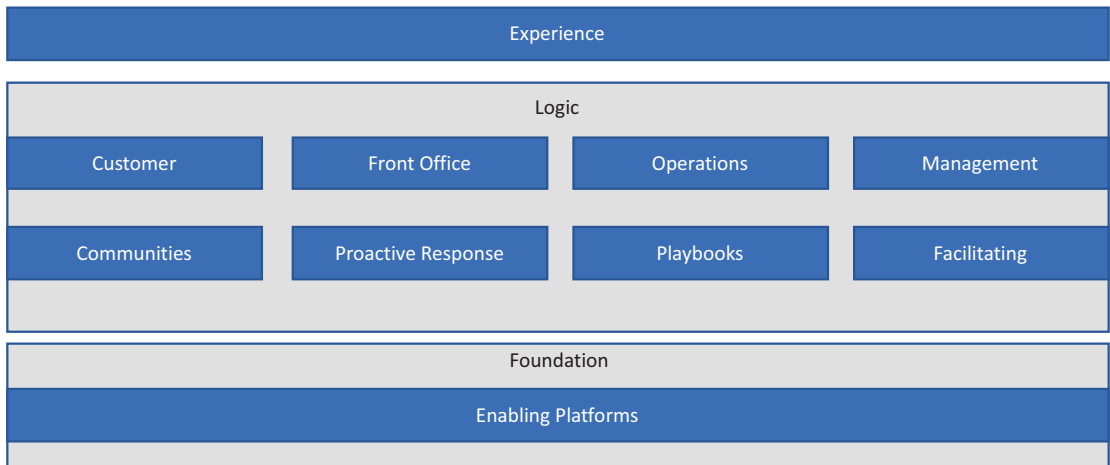 Experience
Logic
Customer
Front Office
Operations
Management
Communities
Proactive Response
Playbooks
Facilitating
Foundation
Enabling Platforms